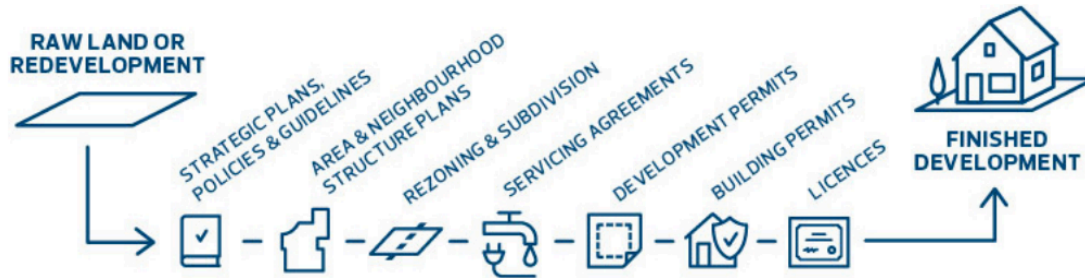 RAW LAND OR
REDEVELOPMENT
STRATEGIC PLANS,
POLICIES & GUIDELINES
AREA & NEIGHBOURHOOD
STRUCTURE PLANS
REZONING & SUBDIVISION
SERVICING AGREEMENTS
DEVELOPMENT PERMITS
BUILDING PERMITS
LICENCES
FINISHED
DEVELOPMENT